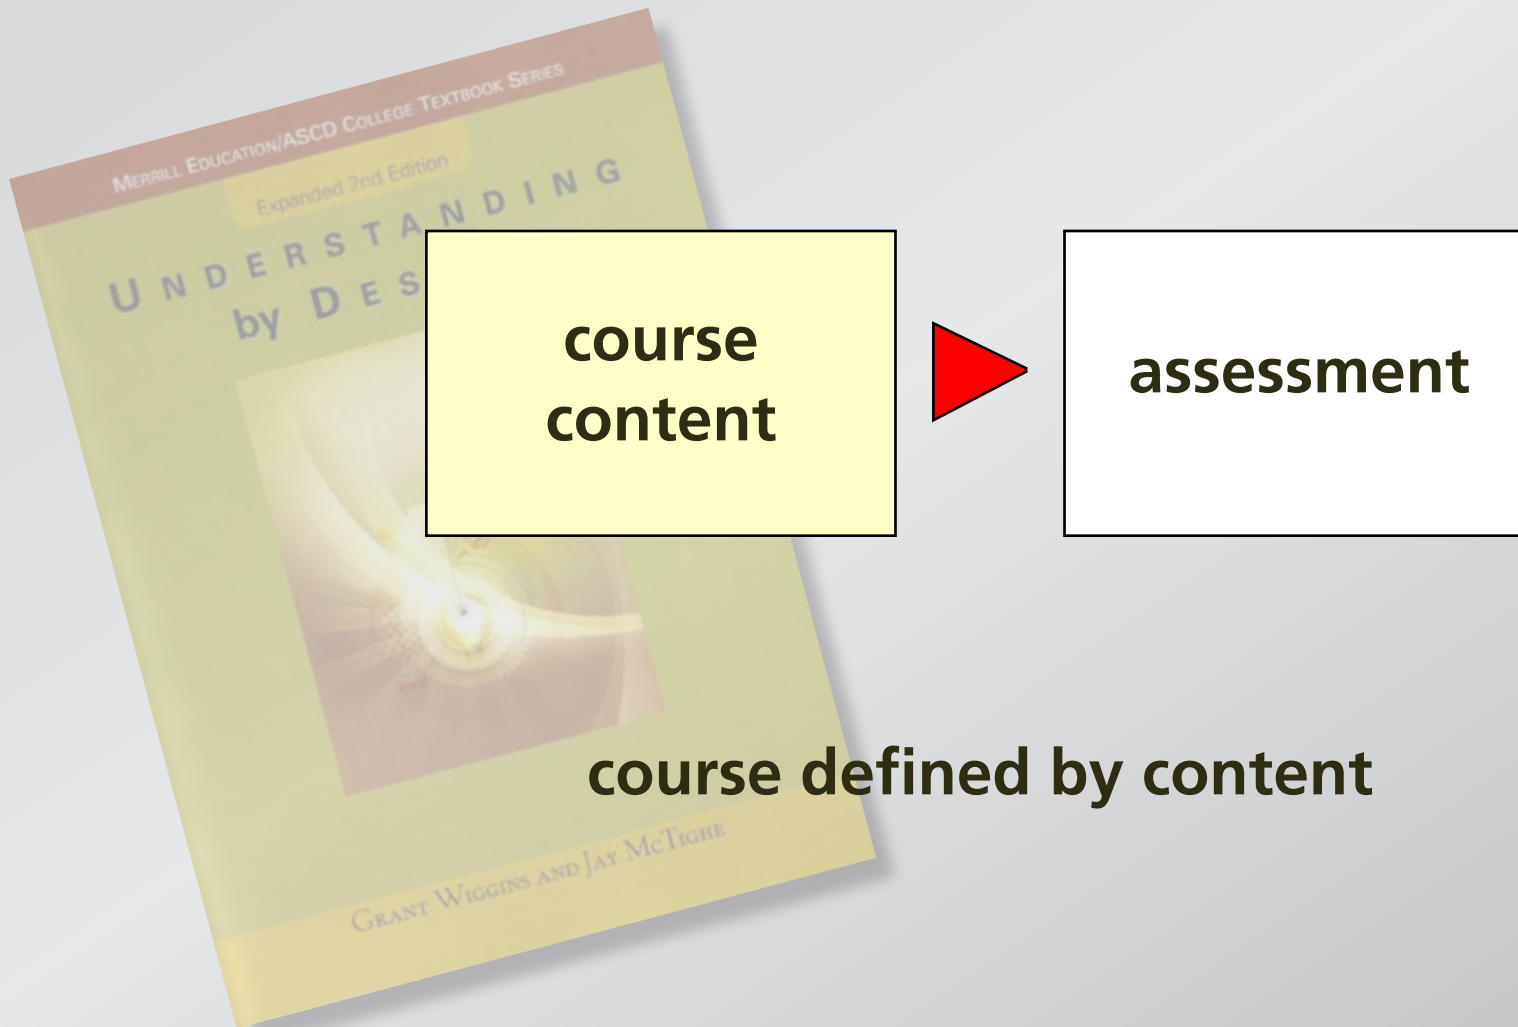 MERRILL EDUCATION/ASCD COLLEGE TEXTBOOK SERIES
Expanded 2nd Edition
UNDERSTANDING
by DES
course
content
assessment
course defined by content
GRANT WIGGINS AND JAY MCTIGHE